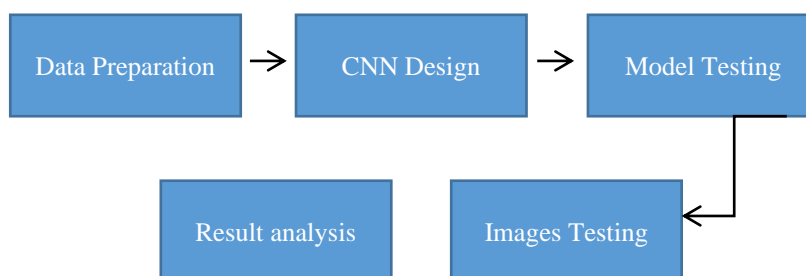 Data Preparation
CNN Design
Model Testing
Result analysis
Images Testing